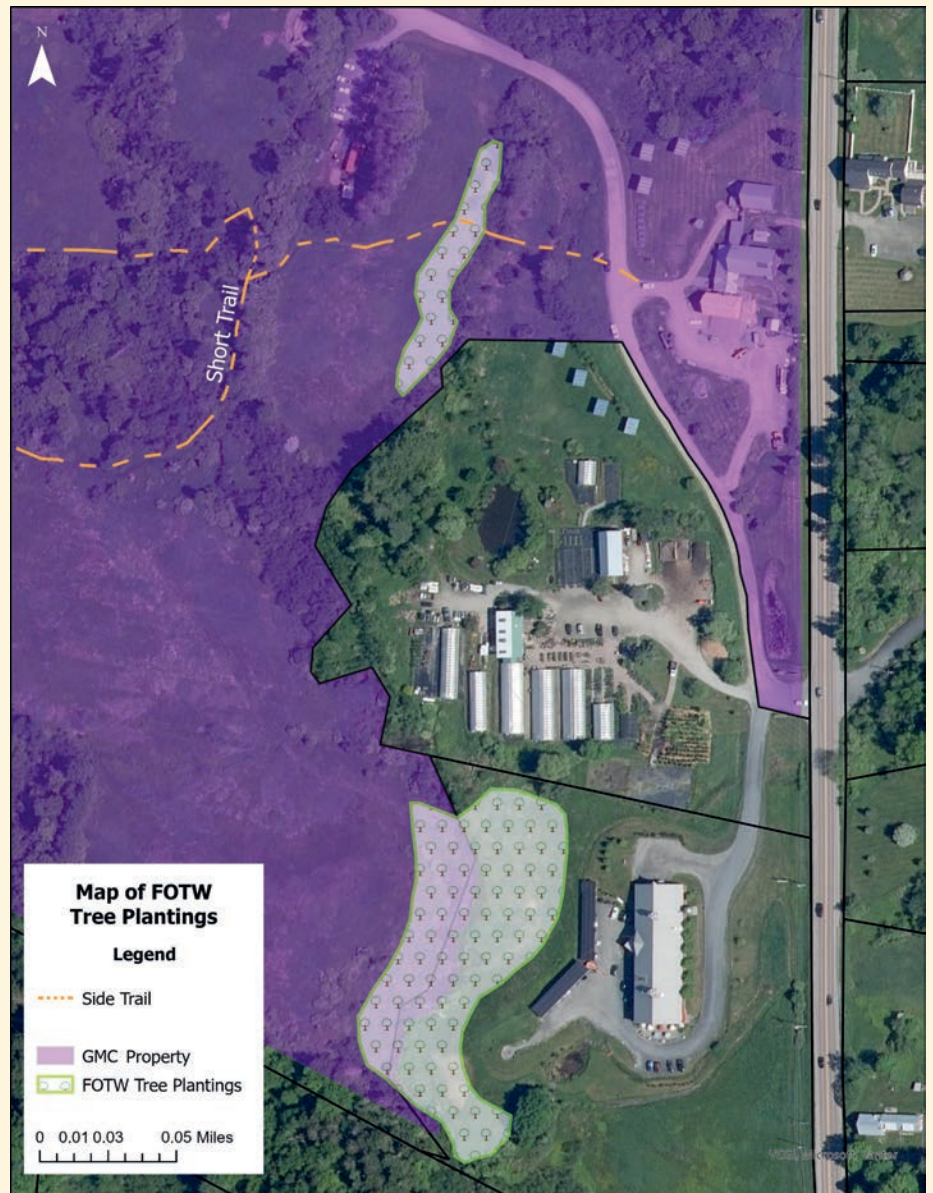 N
Short Trail
Map of FOTW
Tree Plantings
Legend
Side Trail
GMC Property
FOTW Tree Plantings
0 0.01 0.03 0.05 Miles